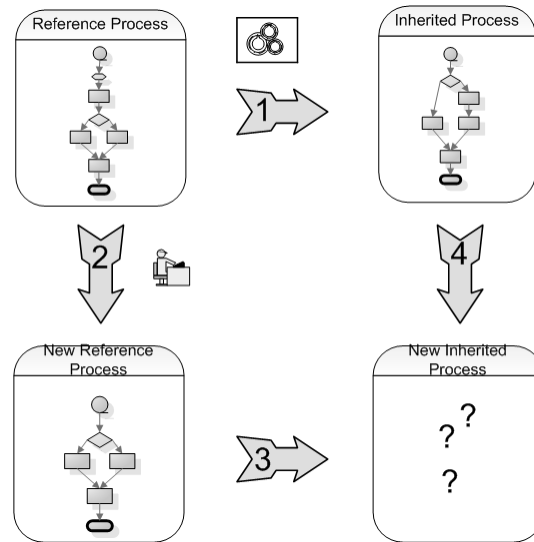 Reference Process
Inherited Process
1
2
4
New Reference
Process
New Inherited
Process
3
?
?
?